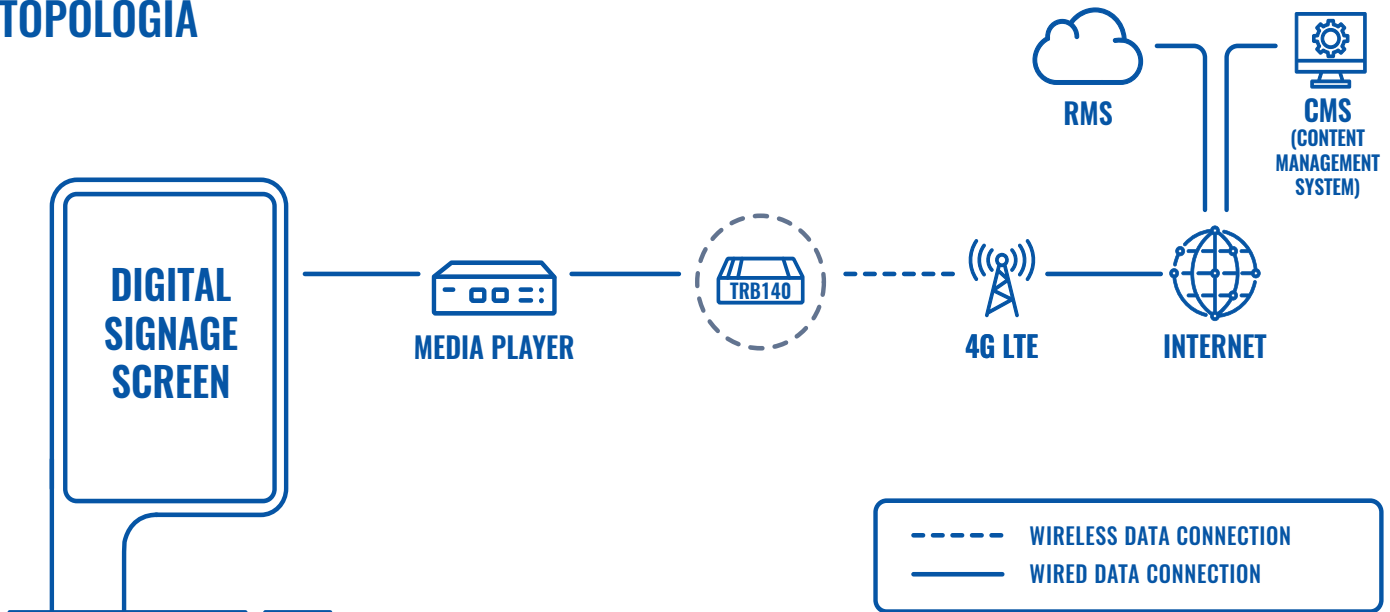 TOPOLOGIA
RMS
CMS
(CONTENT
MANAGEMENT
SYSTEM)
DIGITAL
SIGNAGE
SCREEN
TRB140
MEDIA PLAYER
4G LTE
INTERNET
WIRELESS DATA CONNECTION
WIRED DATA CONNECTION